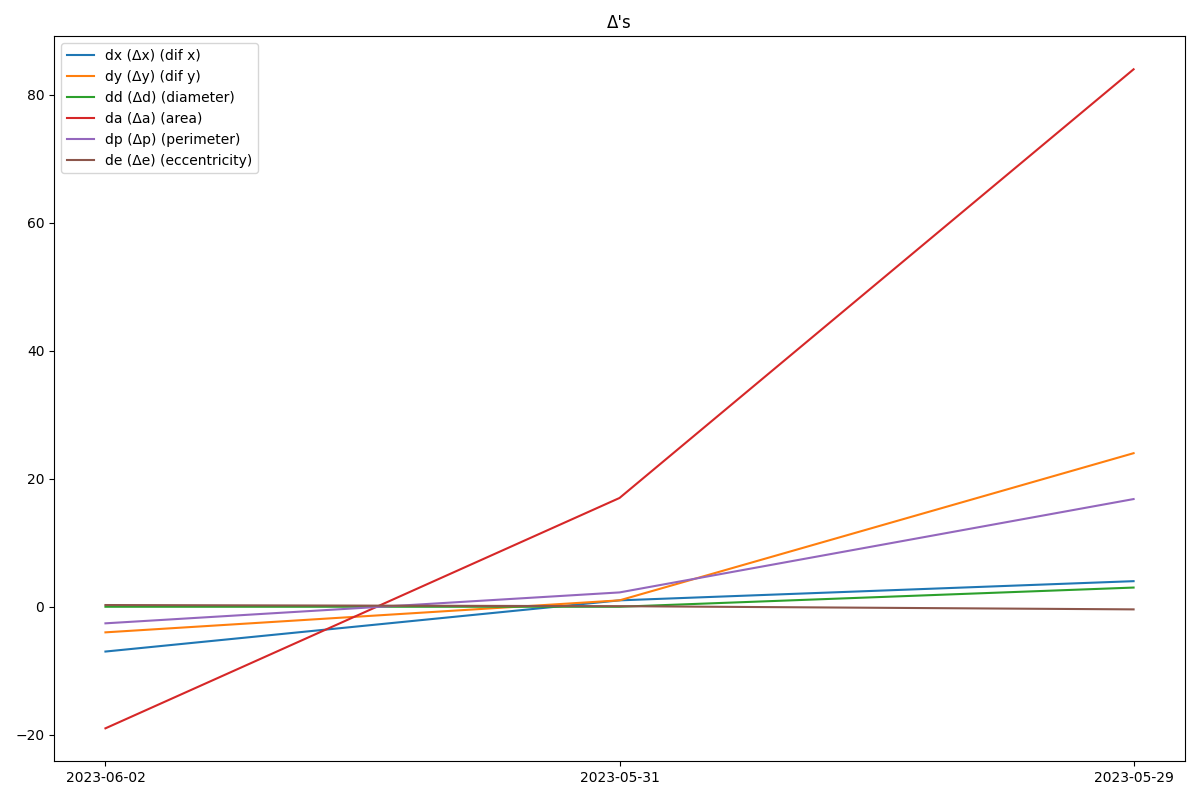 Δ's
dx (Δx) (dif x)
dy (Δy) (dif y)
dd (Δd) (diameter)
da (Δa) (area)
dp (Δp) (perimeter)
de (Δe) (eccentricity)
80
60
40
20
0
−20
2023-06-02 2023-05-31 2023-05-29